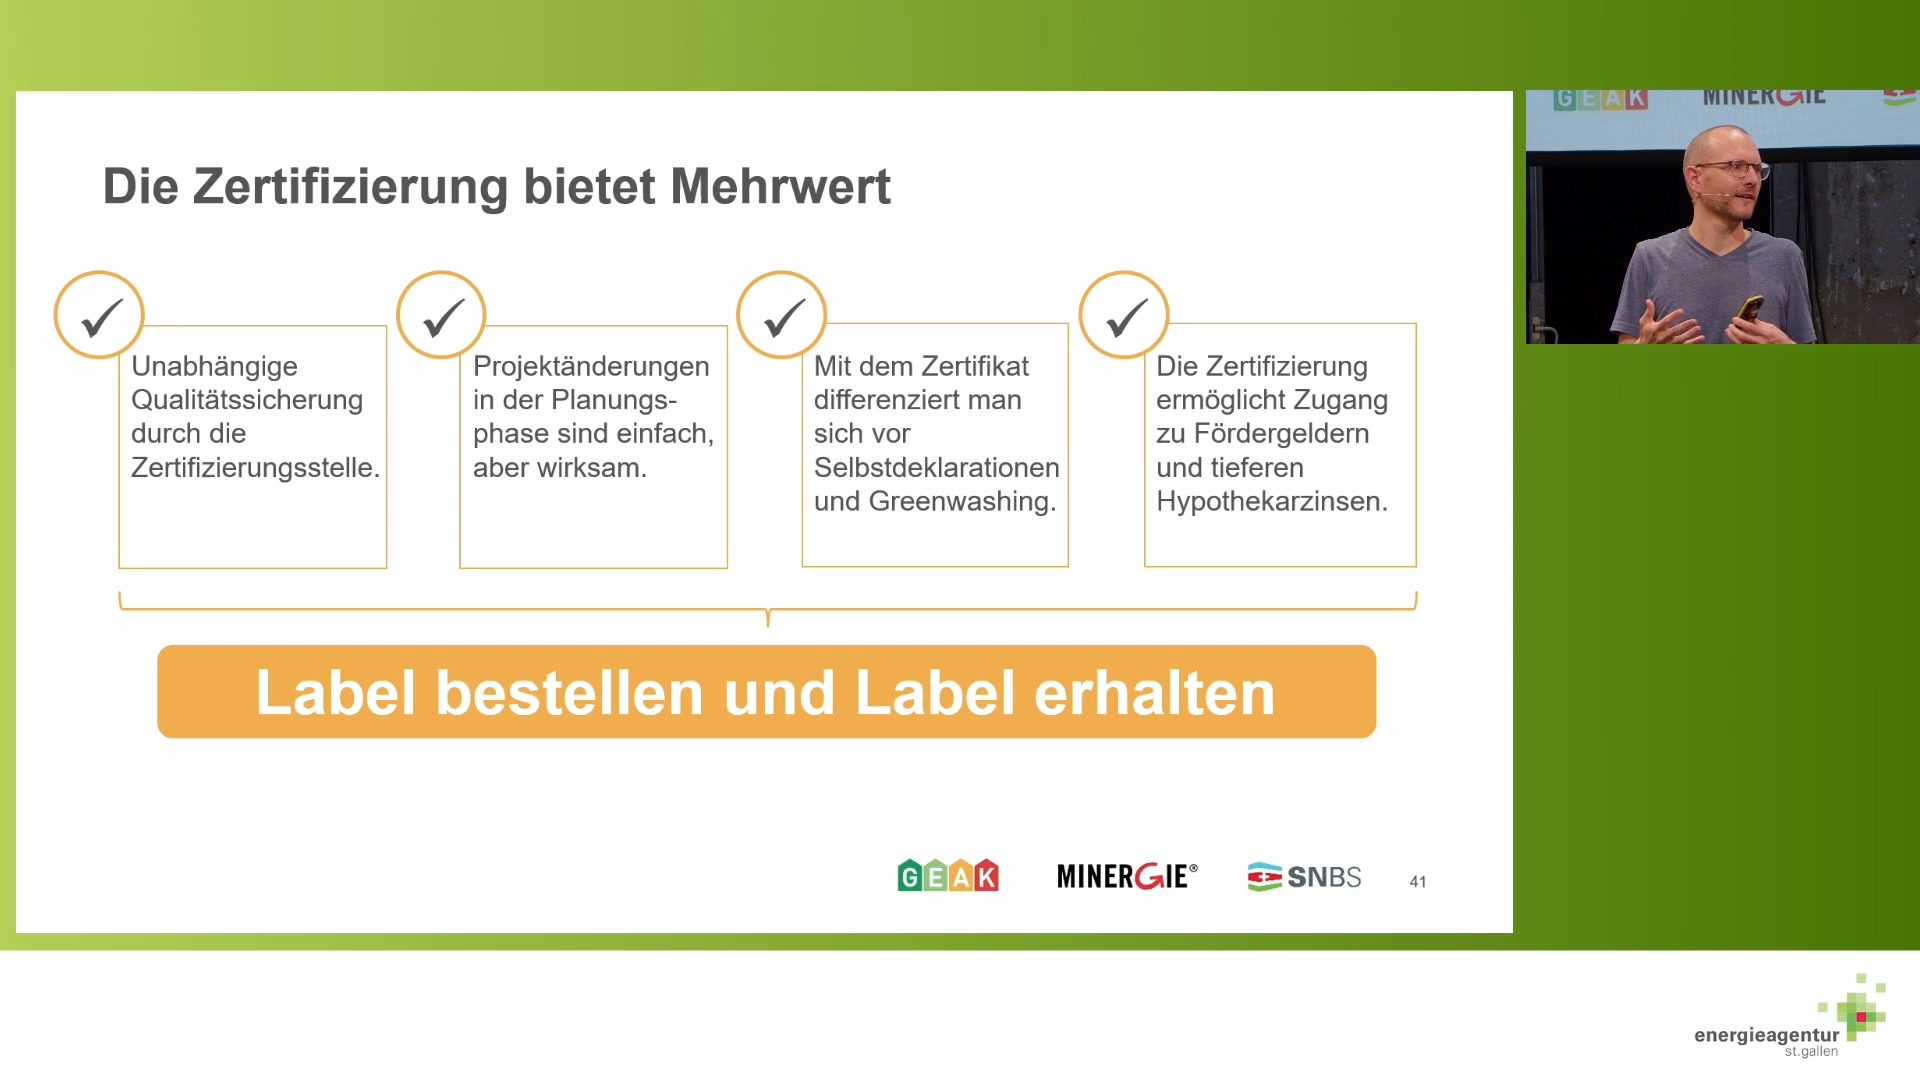 Die Zertifizierung bietet Mehrwert
Unabhängige
Qualitätssicherung
durch die
Zertifizierungsstelle.
Projektänderungen
in der Planungs-
phase sind einfach,
aber wirksam.
Mit dem Zertifikat
differenziert man
sich vor
Selbstdeklarationen
und Greenwashing.
Die Zertifizierung
ermöglicht Zugang
zu Fördergeldern
und tieferen
Hypothekarzinsen.
Label bestellen und Label erhalten
GEAK
MINERGIE®
SNBS
41
GEAK
MINERGIE
energieagentur
st.gallen